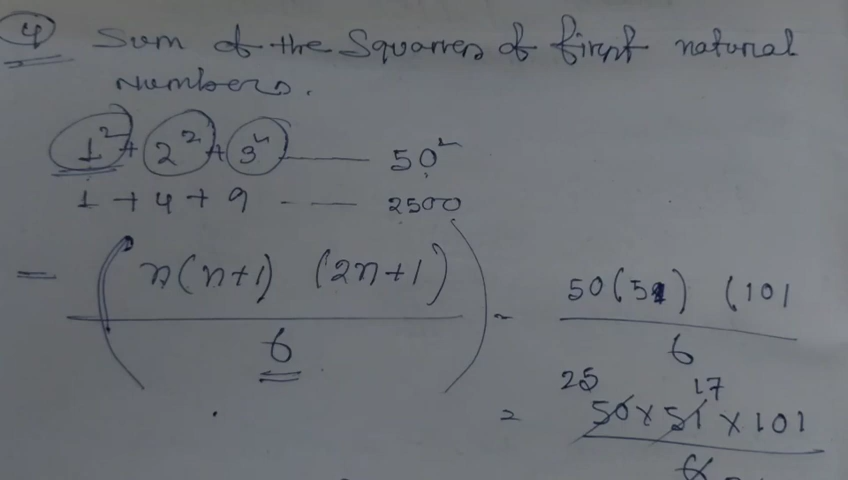 4 Sum of the Squares of first natural
numbers.
1² + 2² + 3² —— 50²
1 + 4 + 9 —— 2500
= ( n(n+1) (2n+1) / 6 ) - 50(51) (101 / 6
25 17
= 50 x 51 x 101
6